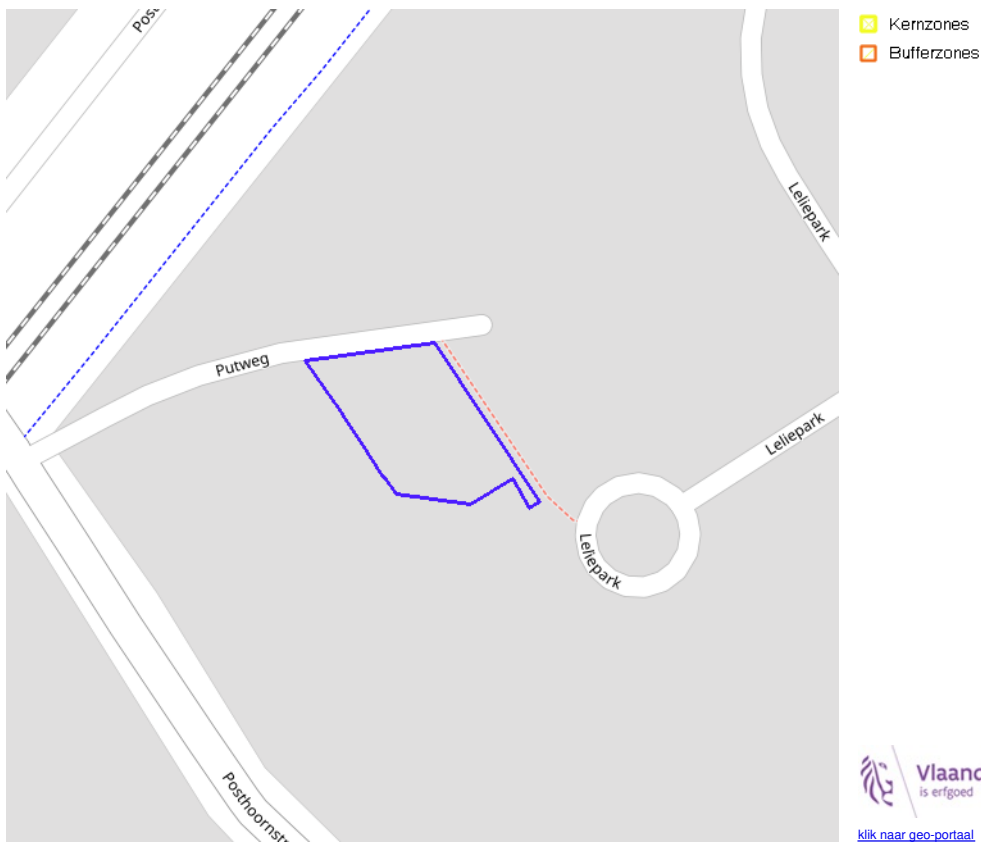 Post
Kernzones
Bufferzones
Leliepark
Putweg
Leliepark
Leliepark
Posthoornstr
Vlaand
is erfgoed
klik naar geo-portaal